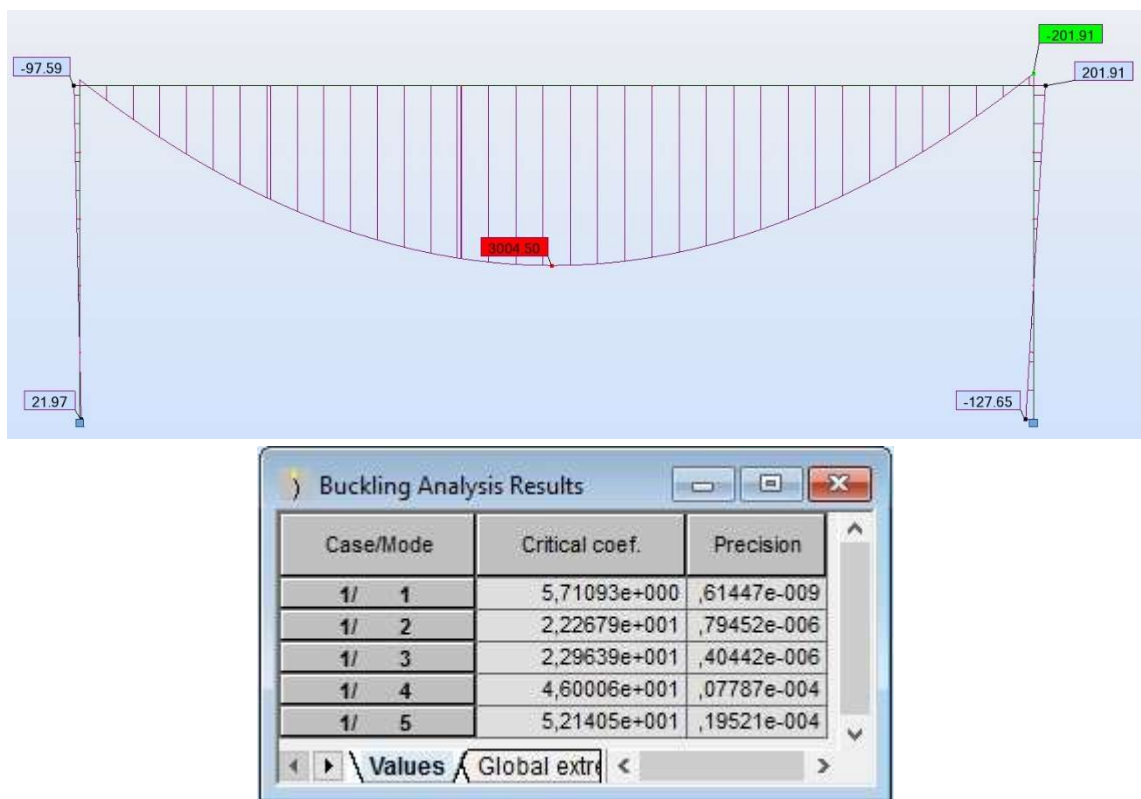 -201.91
-97.59
201.91
3004.50
21.97
-127.65
Buckling Analysis Results
Case/Mode Critical coef. Precision
1/ 1 5,71093e+000 ,61447e-009
1/ 2 2,22679e+001 ,79452e-006
1/ 3 2,29639e+001 ,40442e-006
1/ 4 4,60006e+001 ,07787e-004
1/ 5 5,21405e+001 ,19521e-004
Values Global extre